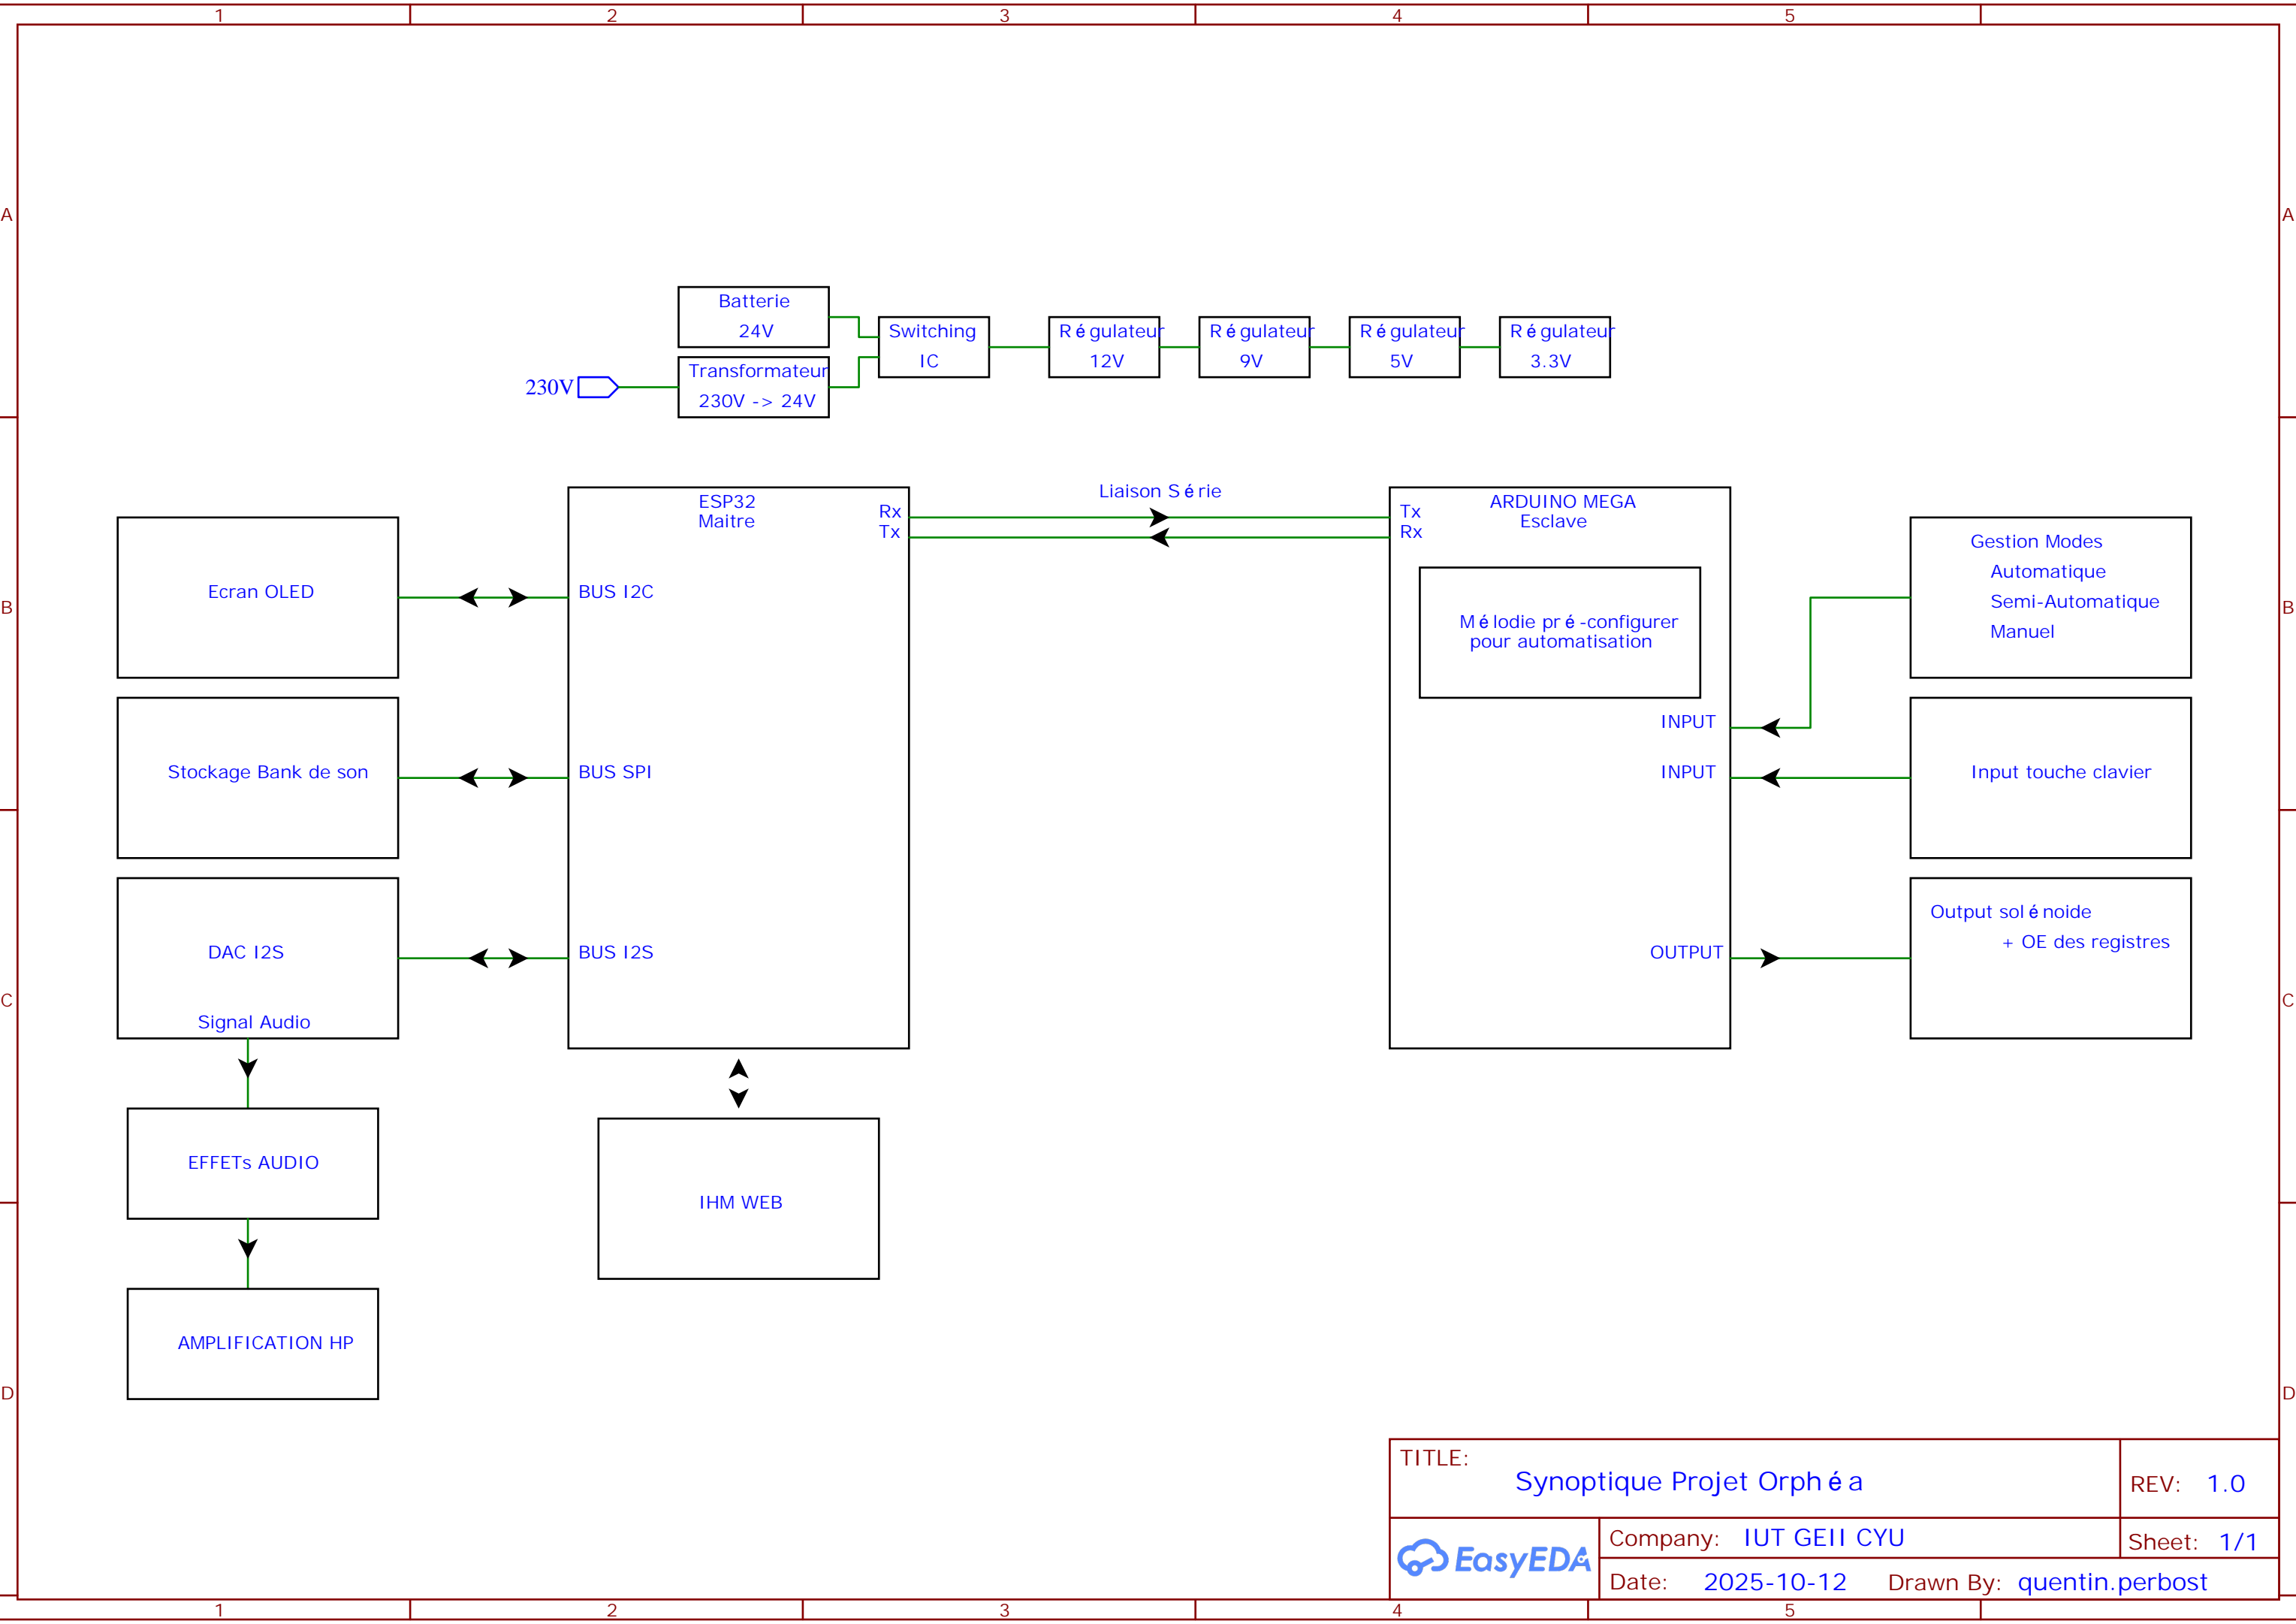 1 2 3 4 5
A A
Batterie
24V
Transformateur
230V -> 24V
230V
Switching
IC
Régulateur
12V
Régulateur
9V
Régulateur
5V
Régulateur
3.3V
B B
Ecran OLED
Stockage Bank de son
DAC I2S
Signal Audio
EFFETs AUDIO
AMPLIFICATION HP
ESP32
Maitre
Rx
Tx
BUS I2C
BUS SPI
BUS I2S
IHM WEB
Liaison Série
Tx
Rx
ARDUINO MEGA
Esclave
Mélodie pré-configurer
pour automatisation
INPUT
INPUT
OUTPUT
Gestion Modes
Automatique
Semi-Automatique
Manuel
Input touche clavier
Output solénoide
+ OE des registres
C C
D D
TITLE:
Synoptique Projet Orphéa
REV: 1.0
EasyEDA
Company: IUT GEII CYU
Sheet: 1/1
Date: 2025-10-12 Drawn By: quentin.perbost
1 2 3 4 5